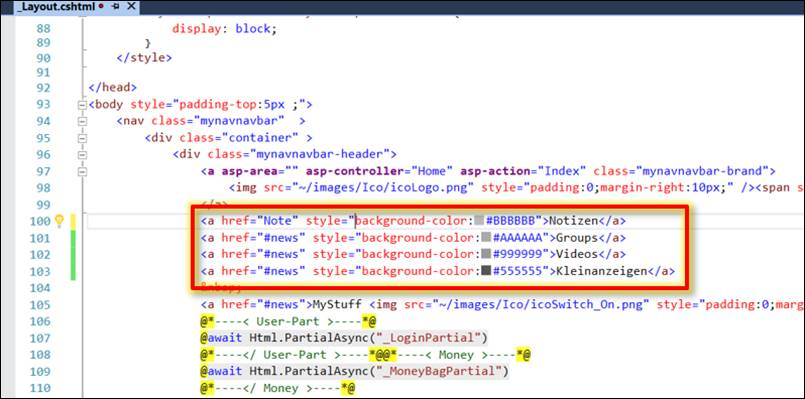 _Layout.cshtml
88 display: block;
89 }
90 </style>
91
92 </head>
93 <body style="padding-top:5px ;">
94 <nav class="mynavnavbar"  >
95 <div class="container" >
96 <div class="mynavnavbar-header">
97 <a asp-area="" asp-controller="Home" asp-action="Index" class="mynavnavbar-brand">
98 <img src="~/images/Ico/icoLogo.png" style="padding:0;margin-right:10px;" /><span s
99 </a>
100 <a href="Note" style="background-color:#BBBBBB">Notizen</a>
101 <a href="#news" style="background-color:#AAAAAA">Groups</a>
102 <a href="#news" style="background-color:#999999">Videos</a>
103 <a href="#news" style="background-color:#555555">Kleinanzeigen</a>
104 &nbsp;
105 <a href="#news">MyStuff <img src="~/images/Ico/icoSwitch_On.png" style="padding:0;marg
106 @*----< User-Part >----*@
107 @await Html.PartialAsync("_LoginPartial")
108 @*----</ User-Part >----*@@*----< Money >----*@
109 @await Html.PartialAsync("_MoneyBagPartial")
110 @*----</ Money >----*@